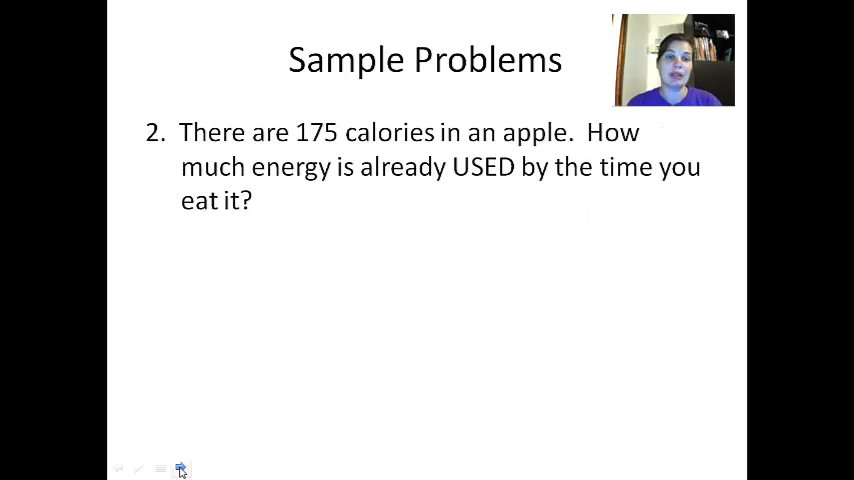 Sample Problems
2. There are 175 calories in an apple. How
much energy is already USED by the time you
eat it?